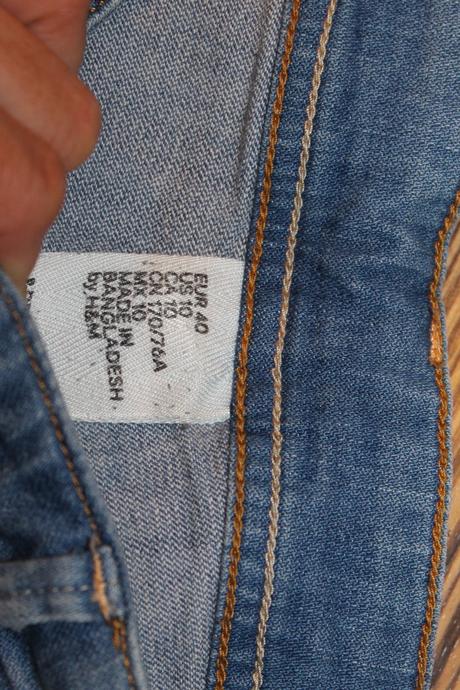 EUR 40
US 10
CA 10
CN 170/76A
MX 10
MADE IN
BANGLADESH
by H&M